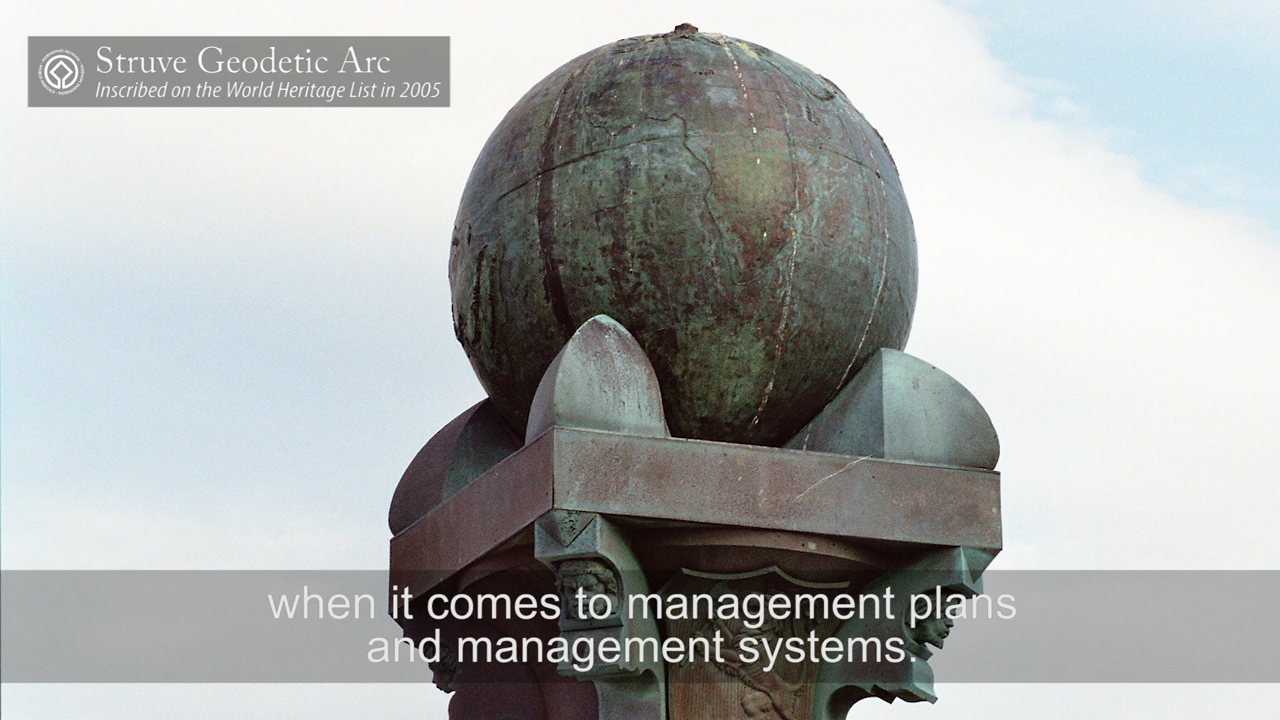 Struve Geodetic Arc
Inscribed on the World Heritage List in 2005
when it comes to management plans
and management systems.